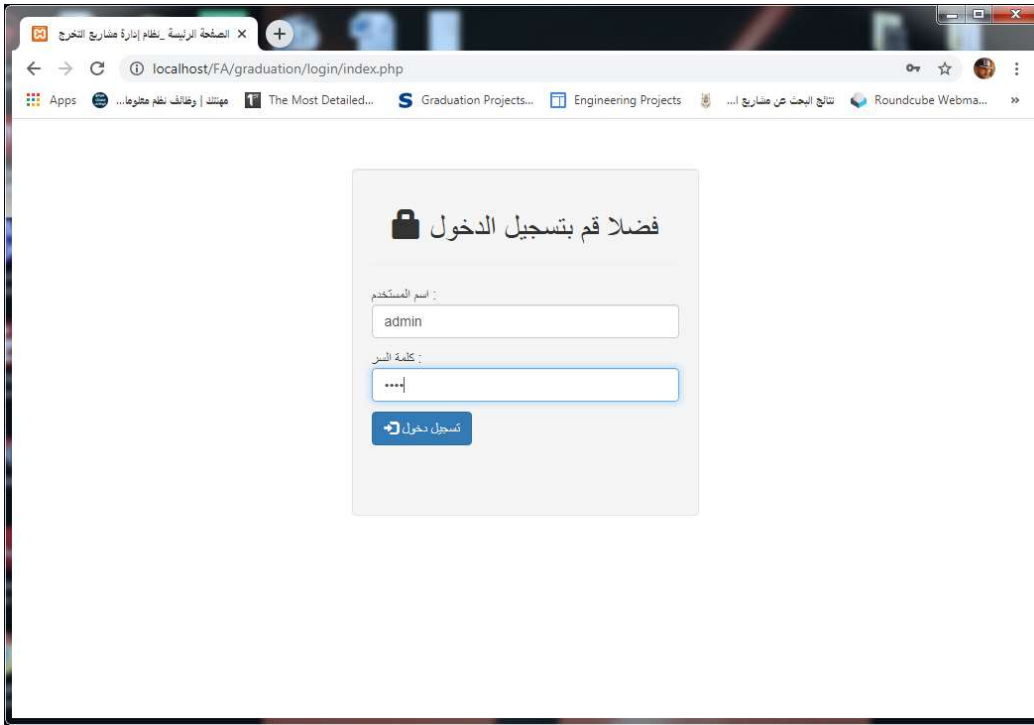 الصفحة الرئيسة _نظام إدارة مشاريع التخرج
localhost/FA/graduation/login/index.php
Apps
مهنتك | وظائف نظم معلوما...
The Most Detailed...
Graduation Projects...
Engineering Projects
نتائج البحث عن مشاريع ا...
Roundcube Webma...
فضلا قم بتسجيل الدخول
اسم المستخدم :
admin
كلمة السر :
تسجيل دخول